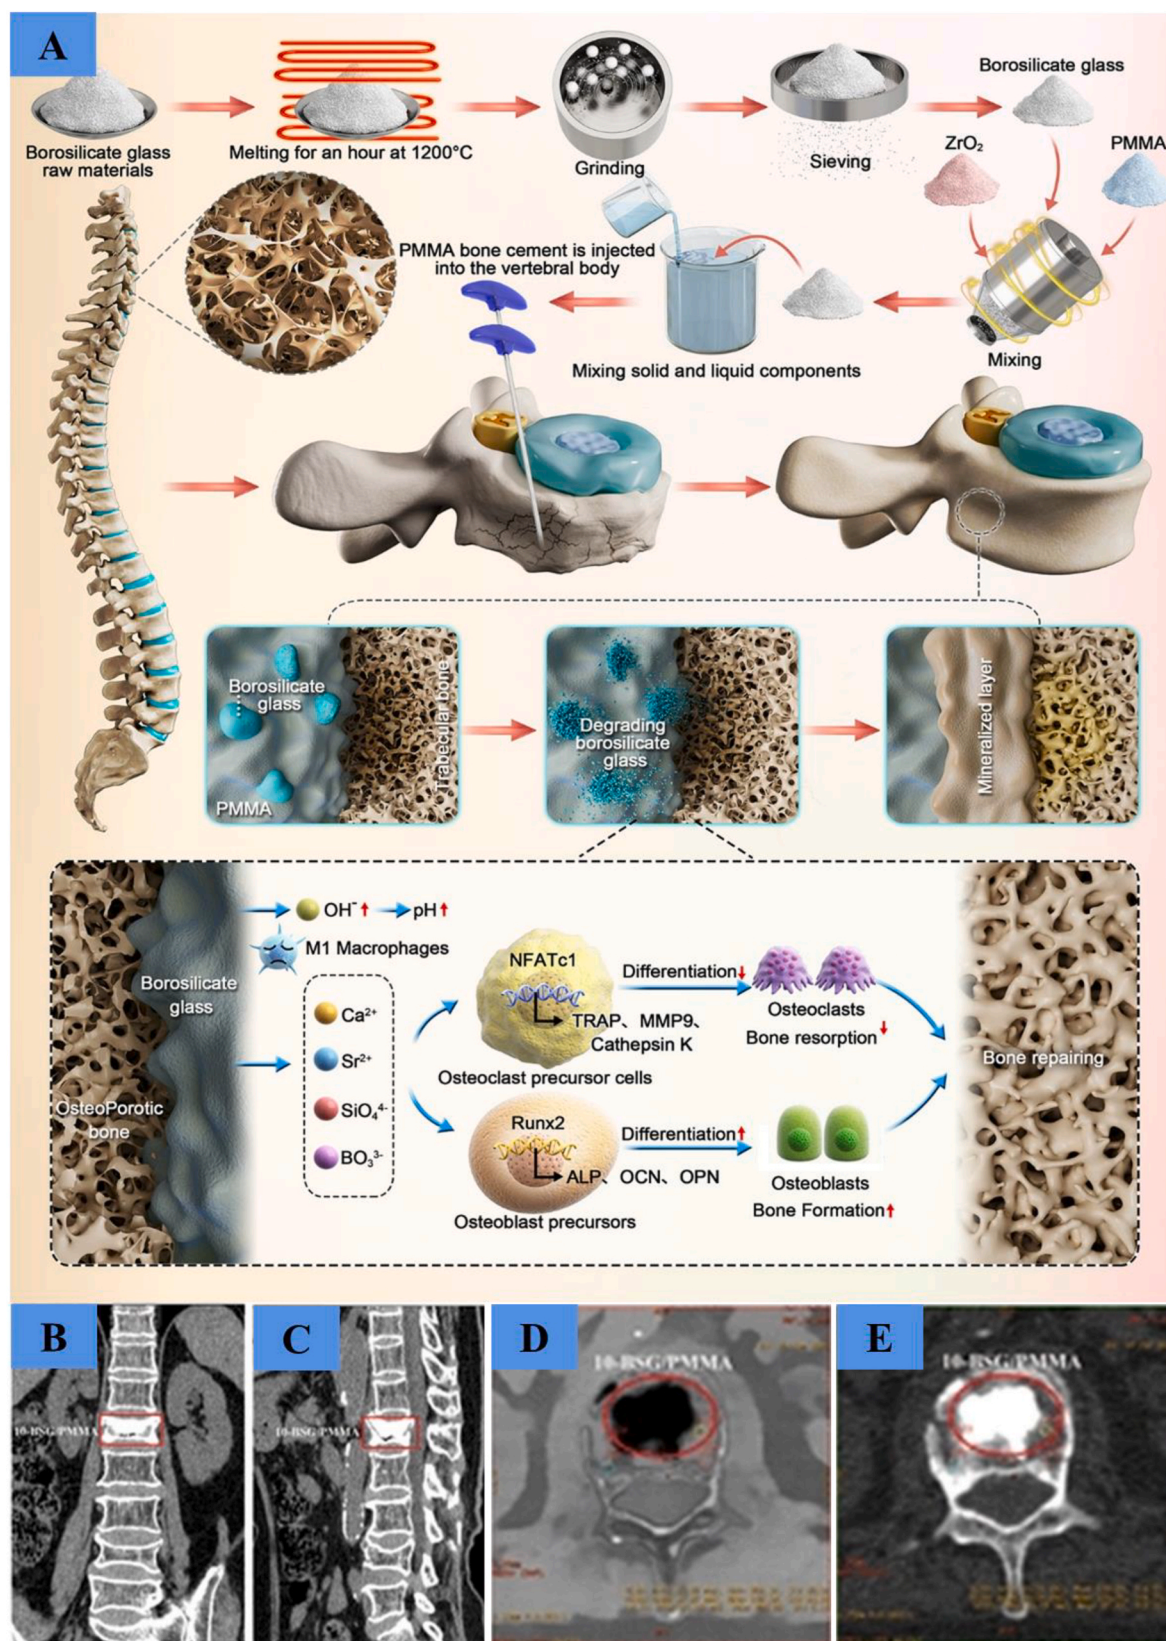 A
Borosilicate glass
raw materials
Melting for an hour at 1200°C
Grinding
Sieving
Borosilicate glass
ZrO₂
PMMA
PMMA bone cement is injected
into the vertebral body
Mixing solid and liquid components
Mixing
Borosilicate
glass
PMMA
Trabecular bone
Degrading
borosilicate
glass
Mineralized layer
Borosilicate
glass
OsteoPorotic
bone
OH⁻ ↑
pH ↑
M1 Macrophages
Ca²⁺
Sr²⁺
SiO₄⁴⁻
BO₃³⁻
NFATc1
TRAP、MMP9、
Cathepsin K
Osteoclast precursor cells
Differentiation↓
Osteoclasts
Bone resorption↓
Runx2
ALP、OCN、OPN
Osteoblast precursors
Differentiation↑
Osteoblasts
Bone Formation↑
Bone repairing
B
10-BSG/PMMA
C
10-BSG/PMMA
D
10-BSG/PMMA
E
10-BSG/PMMA